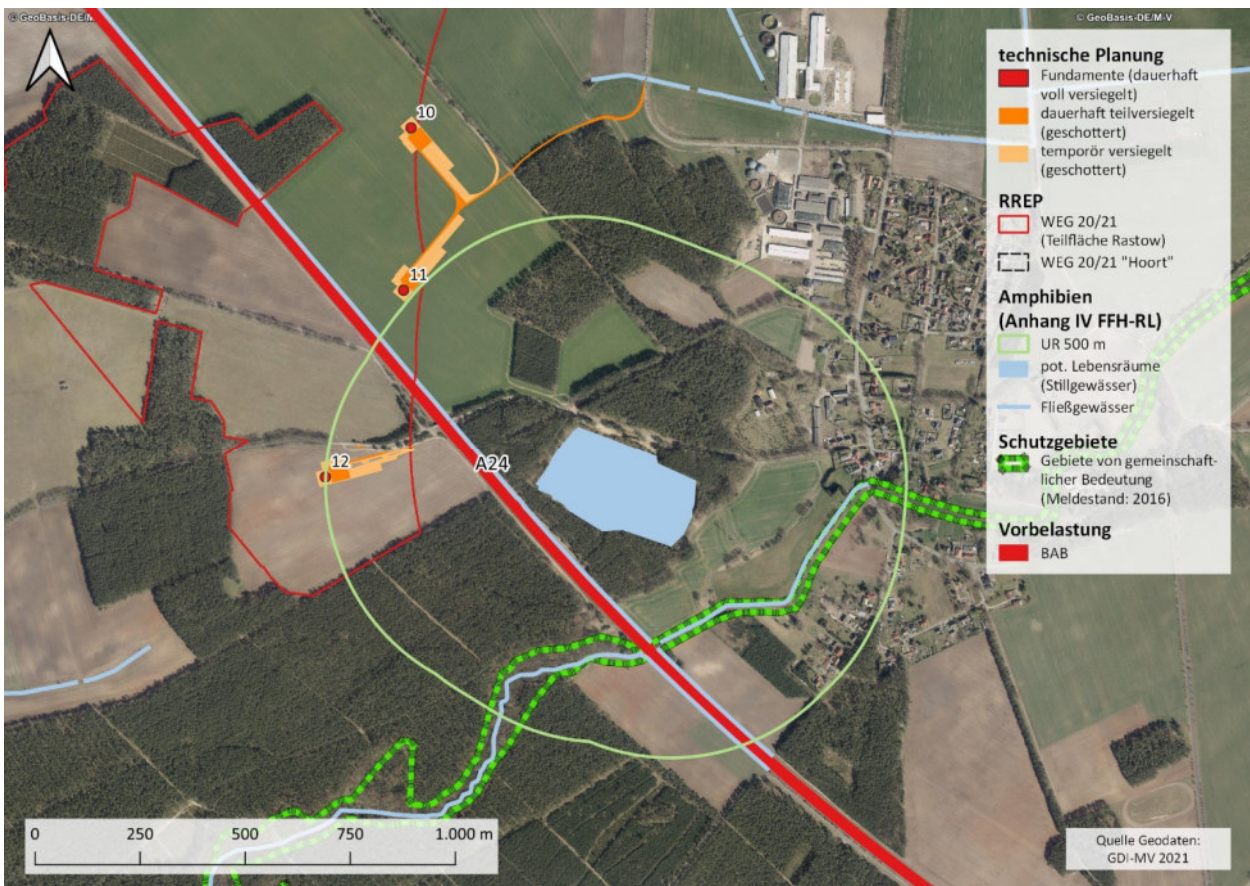 © GeoBasis-DE/M
© GeoBasis-DE/M-V
10
11
12
A24
technische Planung
Fundamente (dauerhaft
voll versiegelt)
dauerhaft teilversiegelt
(geschottert)
temporör versiegelt
(geschottert)
RREP
WEG 20/21
(Teilfläche Rastow)
WEG 20/21 "Hoort"
Amphibien
(Anhang IV FFH-RL)
UR 500 m
pot. Lebensräume
(Stillgewässer)
Fließgewässer
Schutzgebiete
Gebiete von gemeinschaft-
licher Bedeutung
(Meldestand: 2016)
Vorbelastung
BAB
0 250 500 750 1.000 m
Quelle Geodaten:
GDI-MV 2021